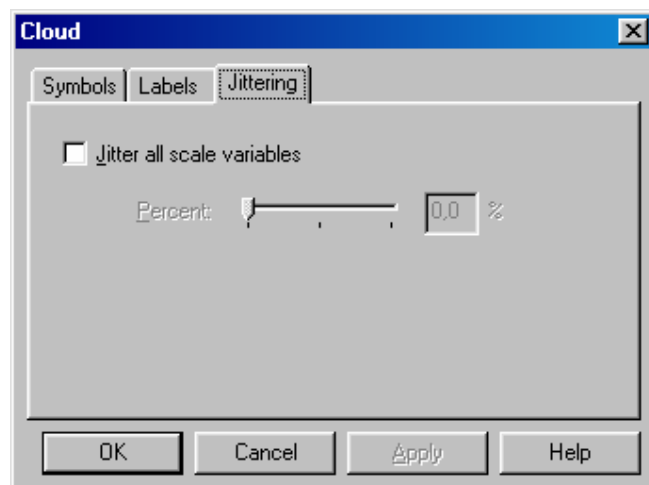 Cloud
Symbols Labels Jittering
Jitter all scale variables
Percent: 0,0 %
OK Cancel Apply Help